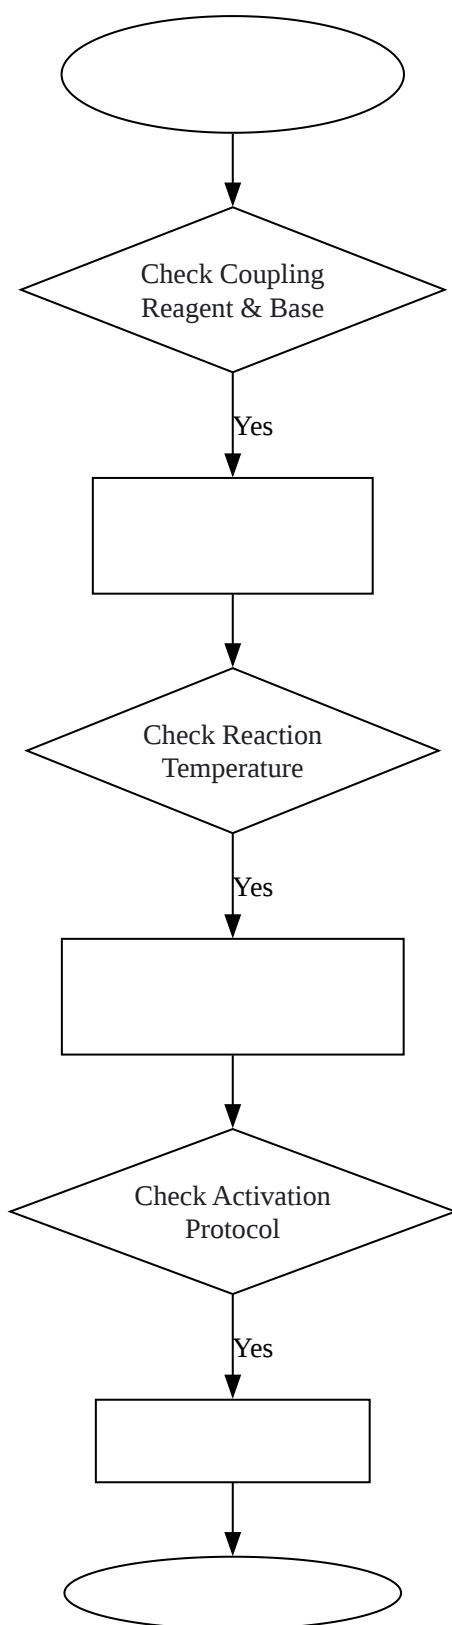 Check Coupling
Reagent & Base
Yes
Check Reaction
Temperature
Yes
Check Activation
Protocol
Yes